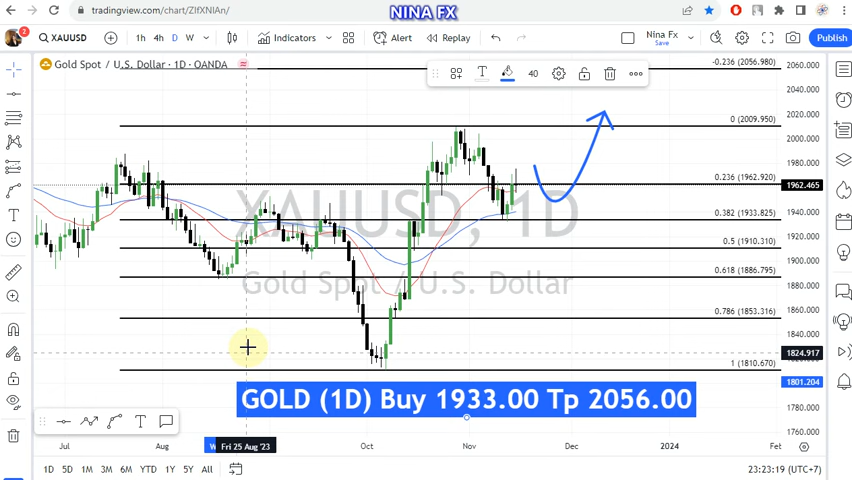 NINA FX
tradingview.com/chart/ZIfXNIAn/
2
XAUUSD
1h 4h D W
Indicators
Alert
Replay
Nina Fx
Save
Publish
Gold Spot / U.S. Dollar · 1D · OANDA
40
XAUUSD, 1D
Gold Spot / U.S. Dollar
-0.236 (2056.980)
0 (2009.950)
0.236 (1962.920)
0.382 (1933.825)
0.5 (1910.310)
0.618 (1886.795)
0.786 (1853.316)
1 (1810.670)
2060.000
2040.000
2020.000
2000.000
1980.000
1962.465
1940.000
1920.000
1900.000
1880.000
1860.000
1840.000
1824.917
1801.204
1780.000
1760.000
GOLD (1D) Buy 1933.00 Tp 2056.00
Jul
Aug
Fri 25 Aug '23
Oct
Nov
Dec
2024
Feb
1D 5D 1M 3M 6M YTD 1Y 5Y All
23:23:19 (UTC+7)